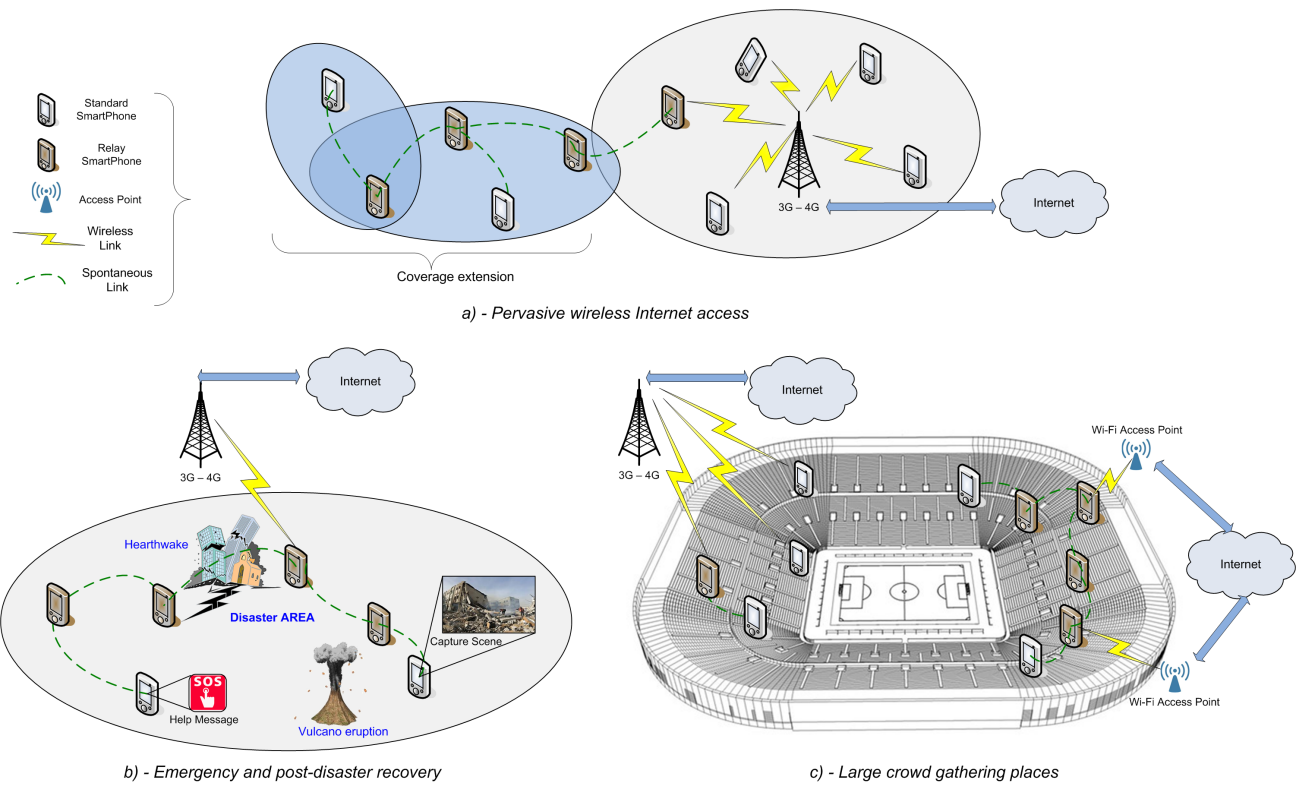 Standard
SmartPhone
Relay
SmartPhone
Access Point
Wireless
Link
Spontaneous
Link
3G – 4G
Internet
Coverage extension
a) - Pervasive wireless Internet access
Internet
3G – 4G
Hearthwake
Disaster AREA
Capture Scene
SOS
Help Message
Vulcano eruption
b) - Emergency and post-disaster recovery
Internet
3G – 4G
Wi-Fi Access Point
Internet
Wi-Fi Access Point
c) - Large crowd gathering places